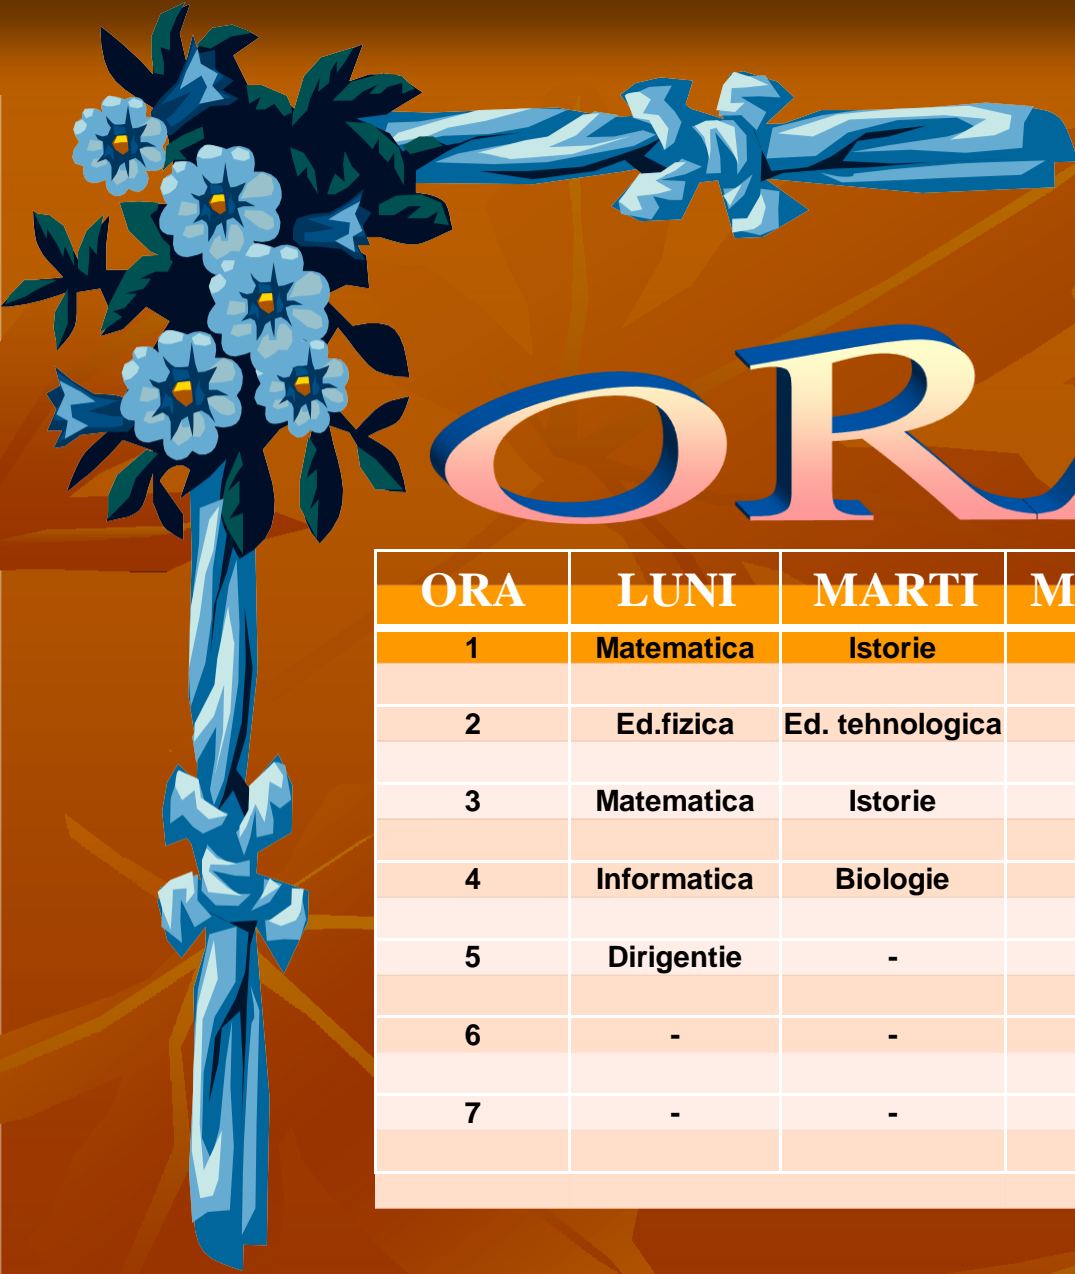 ORA
ORA LUNI MARTI M
1 Matematica Istorie
2 Ed.fizica Ed. tehnologica
3 Matematica Istorie
4 Informatica Biologie
5 Dirigentie -
6 - -
7 - -